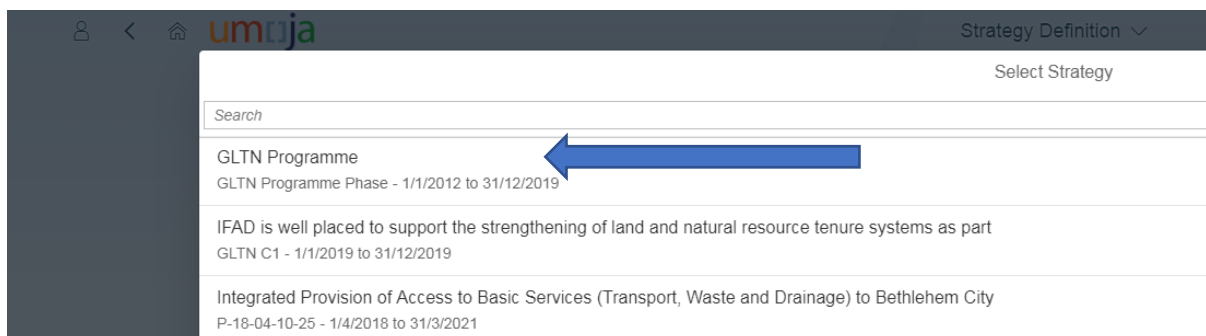 umoja
Strategy Definition
Select Strategy
Search
GLTN Programme
GLTN Programme Phase - 1/1/2012 to 31/12/2019
IFAD is well placed to support the strengthening of land and natural resource tenure systems as part
GLTN C1 - 1/1/2019 to 31/12/2019
Integrated Provision of Access to Basic Services (Transport, Waste and Drainage) to Bethlehem City
P-18-04-10-25 - 1/4/2018 to 31/3/2021